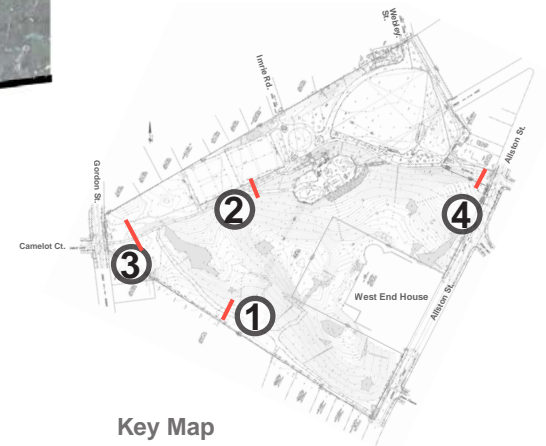 Webley.
St.
Imrie Rd.
Allston St.
Gordon St.
2
4
Camelot Ct.
3
West End House
1
Allston St.
Key Map